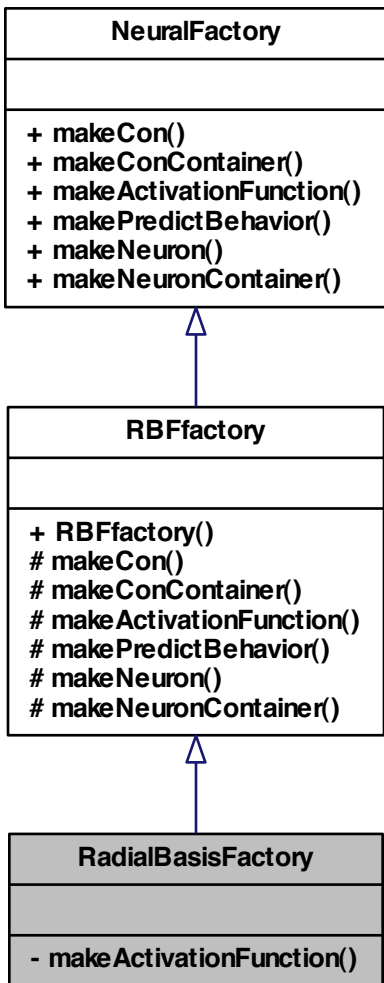 NeuralFactory
+ makeCon()
+ makeConContainer()
+ makeActivationFunction()
+ makePredictBehavior()
+ makeNeuron()
+ makeNeuronContainer()
RBFfactory
+ RBFfactory()
# makeCon()
# makeConContainer()
# makeActivationFunction()
# makePredictBehavior()
# makeNeuron()
# makeNeuronContainer()
RadialBasisFactory
- makeActivationFunction()